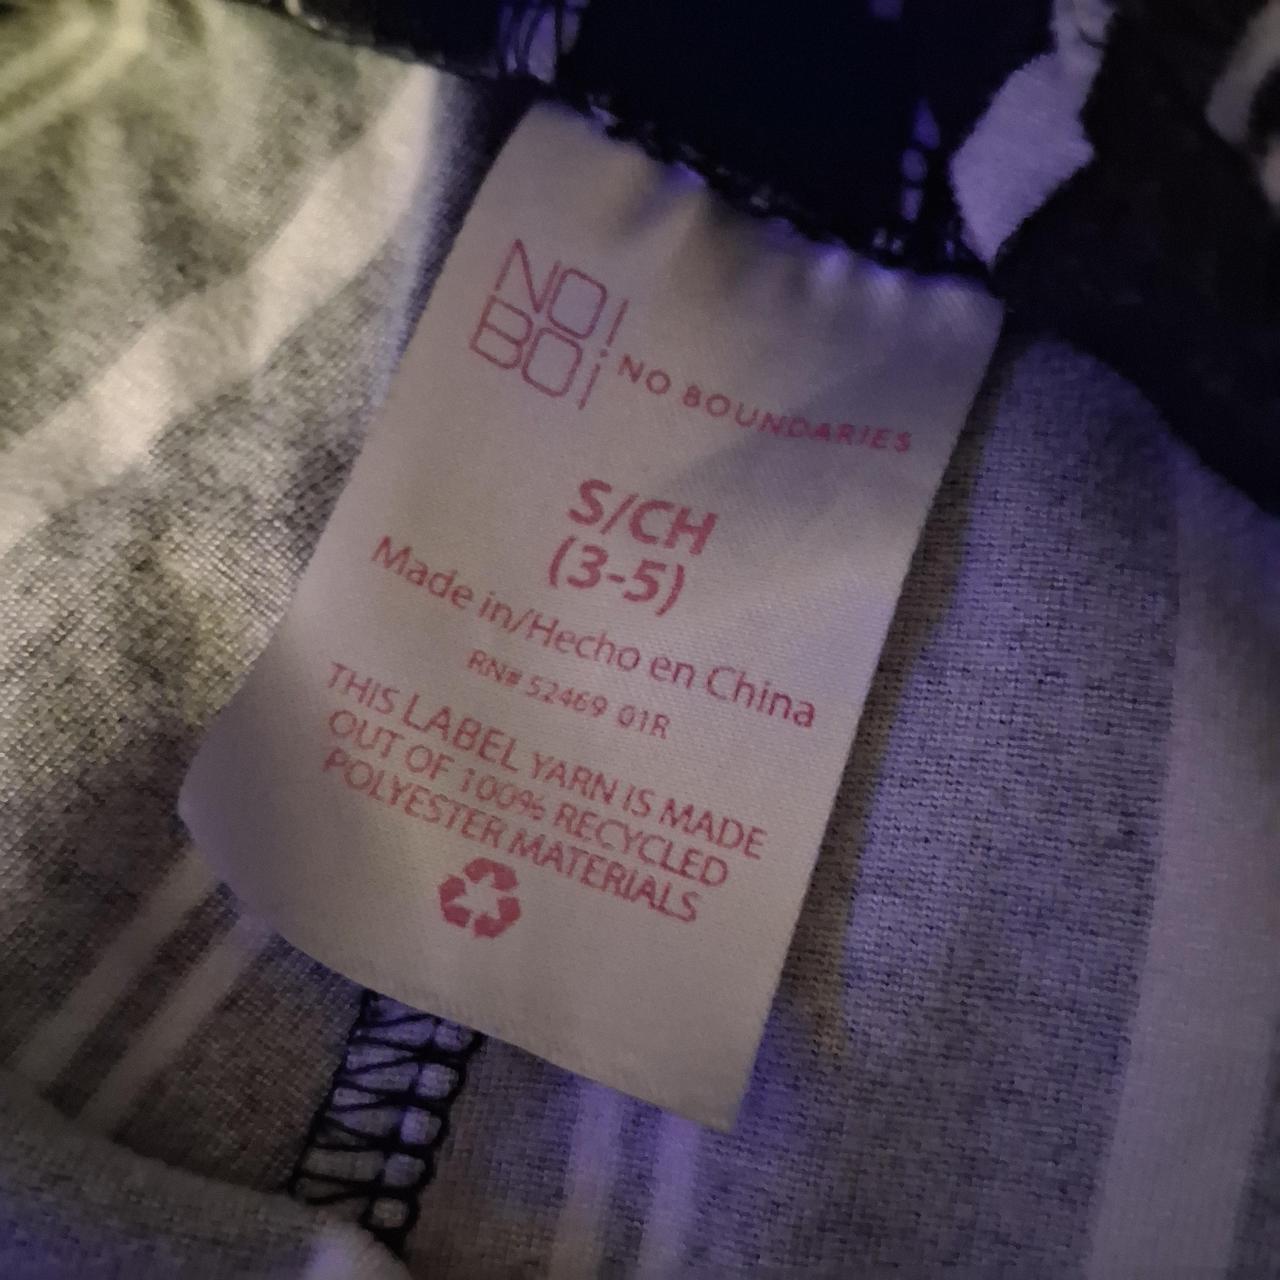 NO!
BO¡
NO BOUNDARIES
S/CH
(3-5)
Made in/Hecho en China
RN# 52469 01R
THIS LABEL YARN IS MADE
OUT OF 100% RECYCLED
POLYESTER MATERIALS